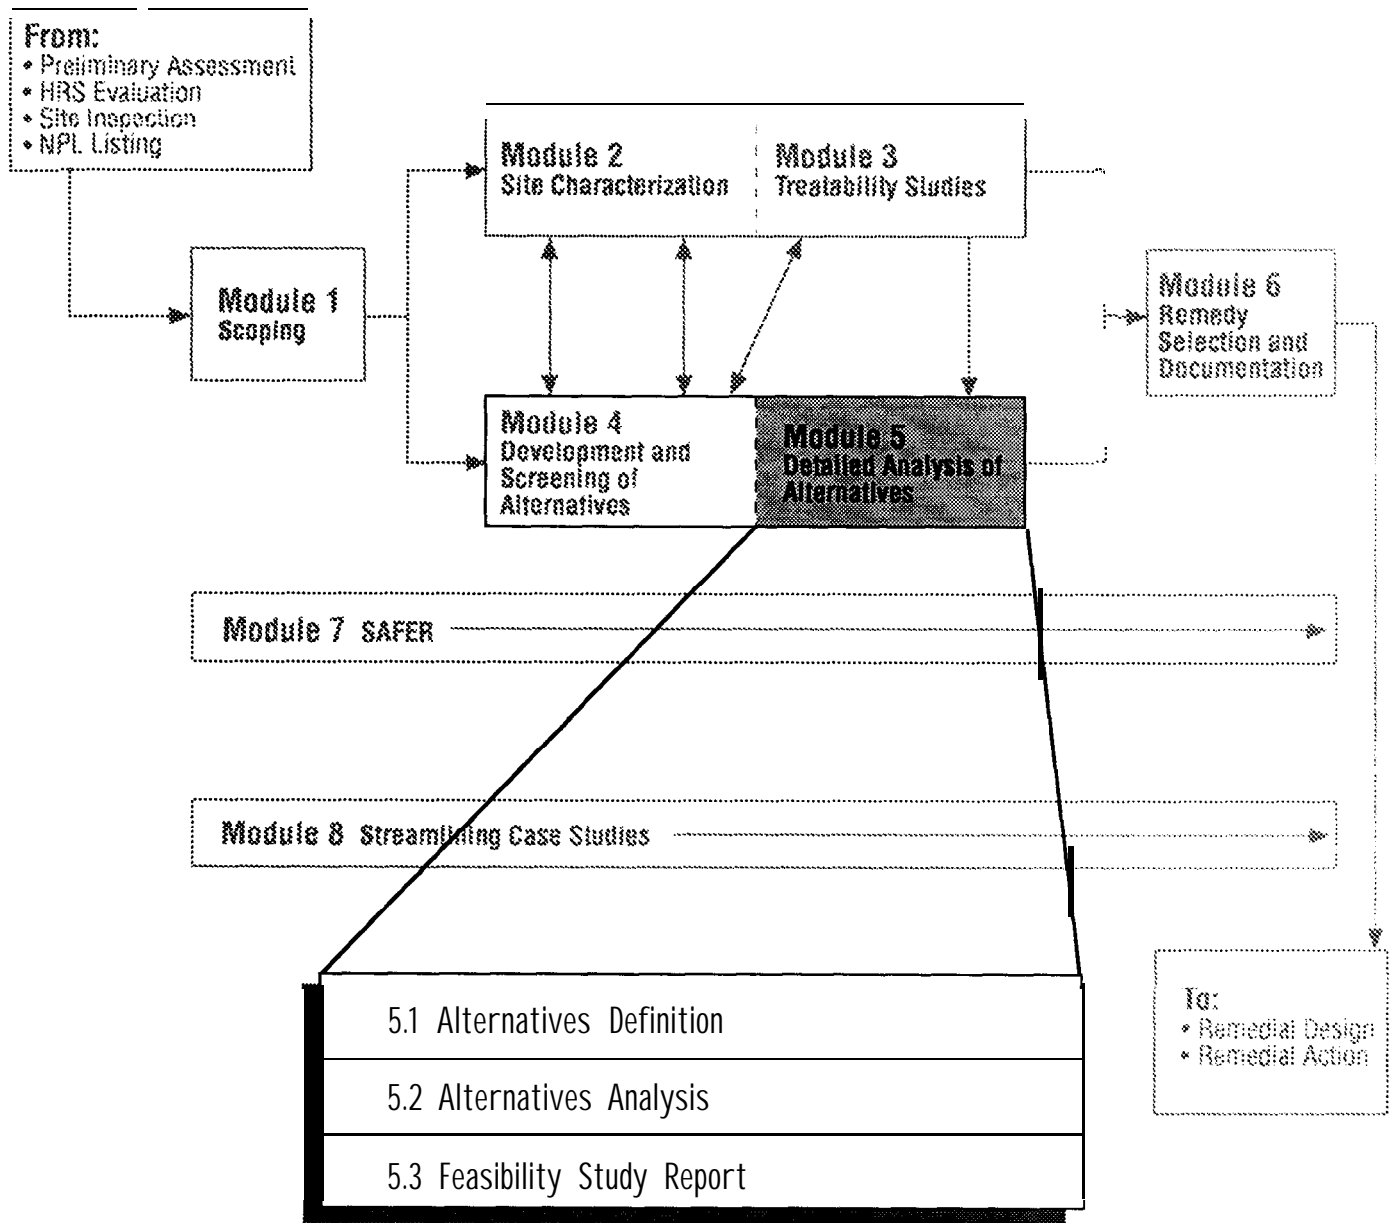 From:
• Preliminary Assessment
• HRS Evaluation
• Site Inspection
• NPL Listing
Module 1
Scoping
Module 2
Site Characterization
Module 3
Treatability Studies
Module 4
Development and
Screening of
Alternatives
Module 5
Detailed Analysis of
Alternatives
Module 6
Remedy
Selection and
Documentation
Module 7 SAFER
Module 8 Streamlining Case Studies
5.1 Alternatives Definition
5.2 Alternatives Analysis
5.3 Feasibility Study Report
To:
• Remedial Design
• Remedial Action